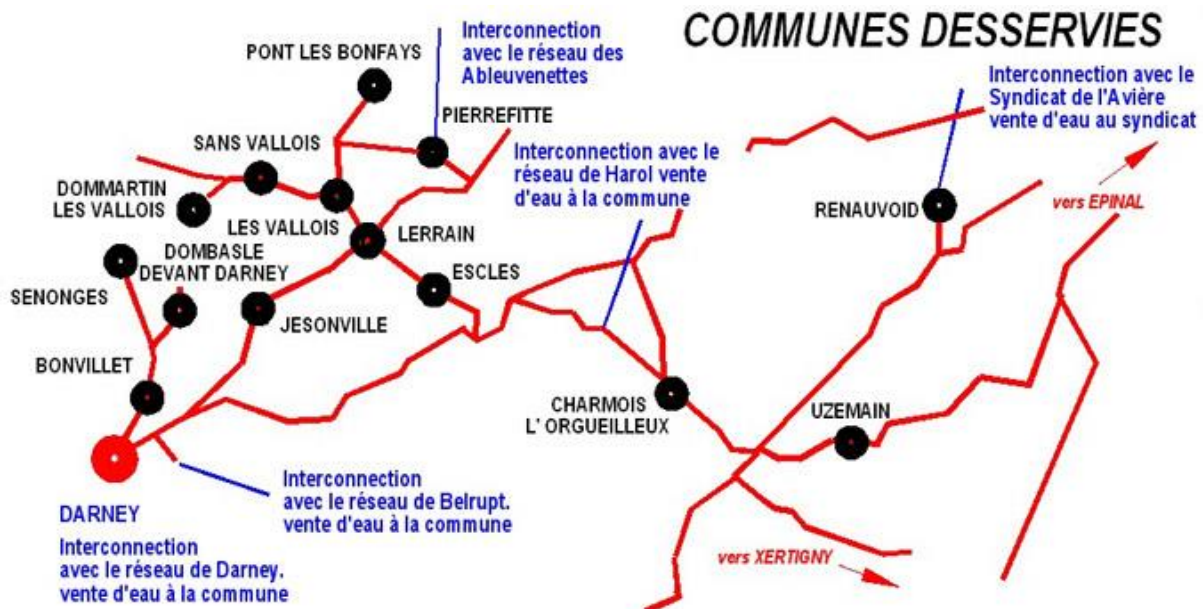 COMMUNES DESSERVIES
Interconnection
avec le réseau des
Ableuvenettes
PONT LES BONFAYS
PIERREFITTE
Interconnection avec le
Syndicat de l'Avière
vente d'eau au syndicat
SANS VALLOIS
Interconnection avec le
réseau de Harol vente
d'eau à la commune
DOMMARTIN
LES VALLOIS
vers EPINAL
RENAUVOID
LES VALLOIS
LERRAIN
DOMBASLE
DEVANT DARNEY
ESCLES
SENONGES
JESONVILLE
BONVILLET
CHARMOIS
L' ORGUEILLEUX
UZEMAIN
Interconnection
avec le réseau de Belrupt.
vente d'eau à la commune
DARNEY
Interconnection
avec le réseau de Darney.
vente d'eau à la commune
vers XERTIGNY